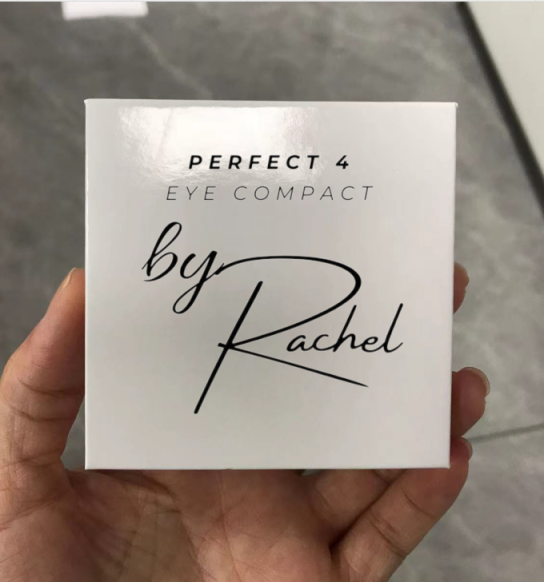 PERFECT 4
EYE COMPACT
by
Rachel